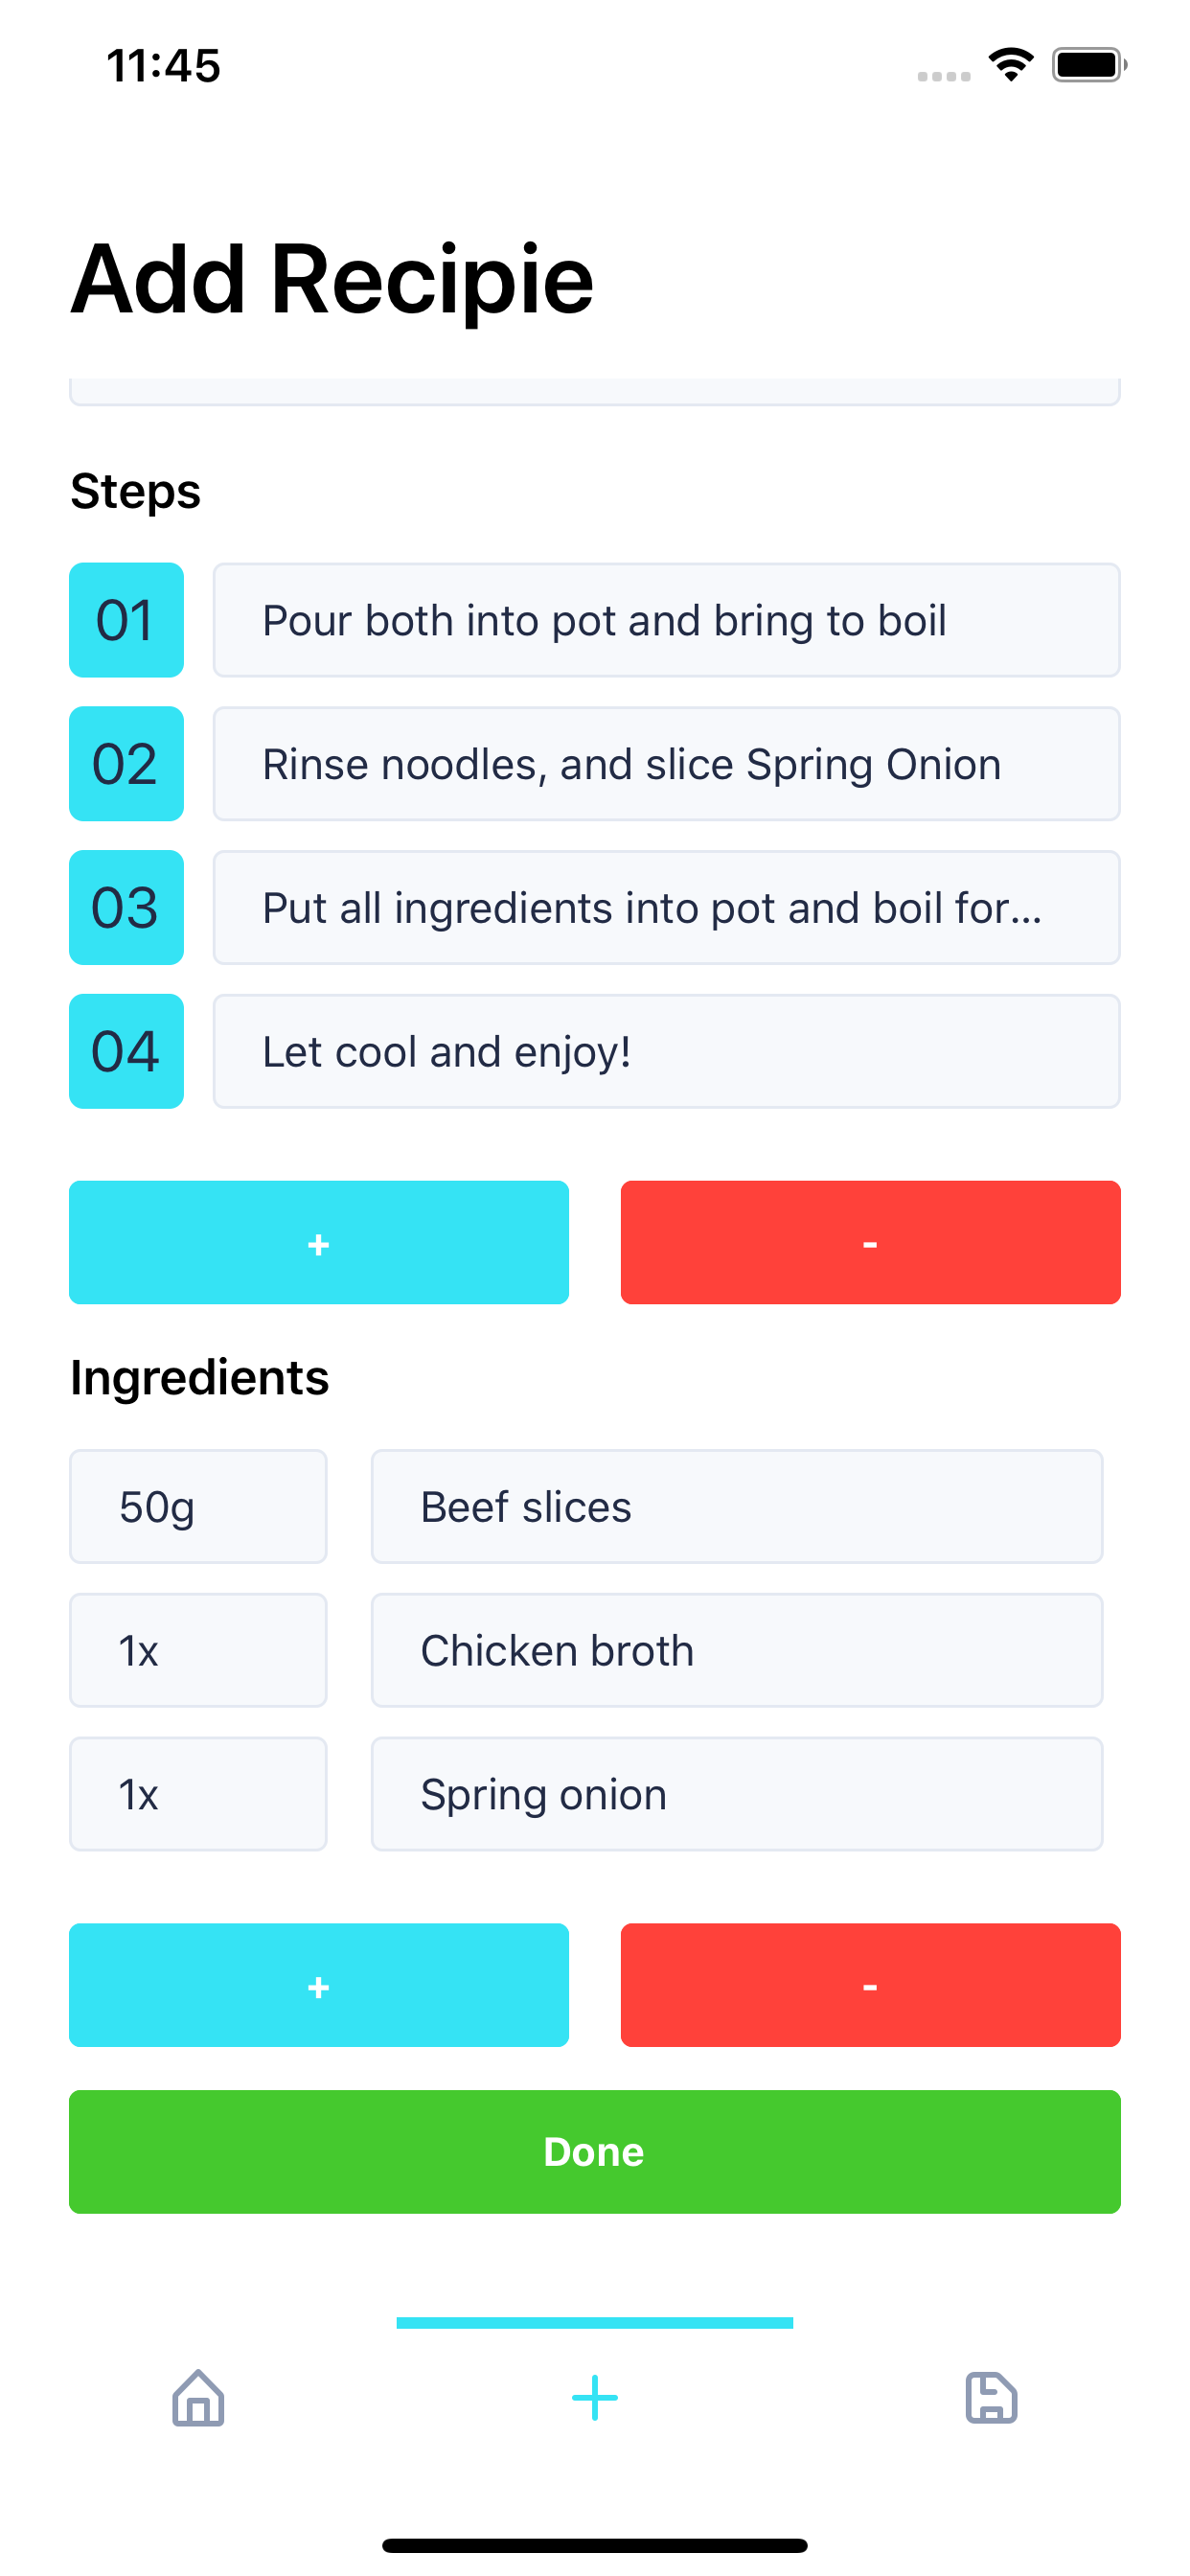 11:45
Add Recipie
Steps
01 Pour both into pot and bring to boil
02 Rinse noodles, and slice Spring Onion
03 Put all ingredients into pot and boil for...
04 Let cool and enjoy!
+ -
Ingredients
50g Beef slices
1x Chicken broth
1x Spring onion
+ -
Done